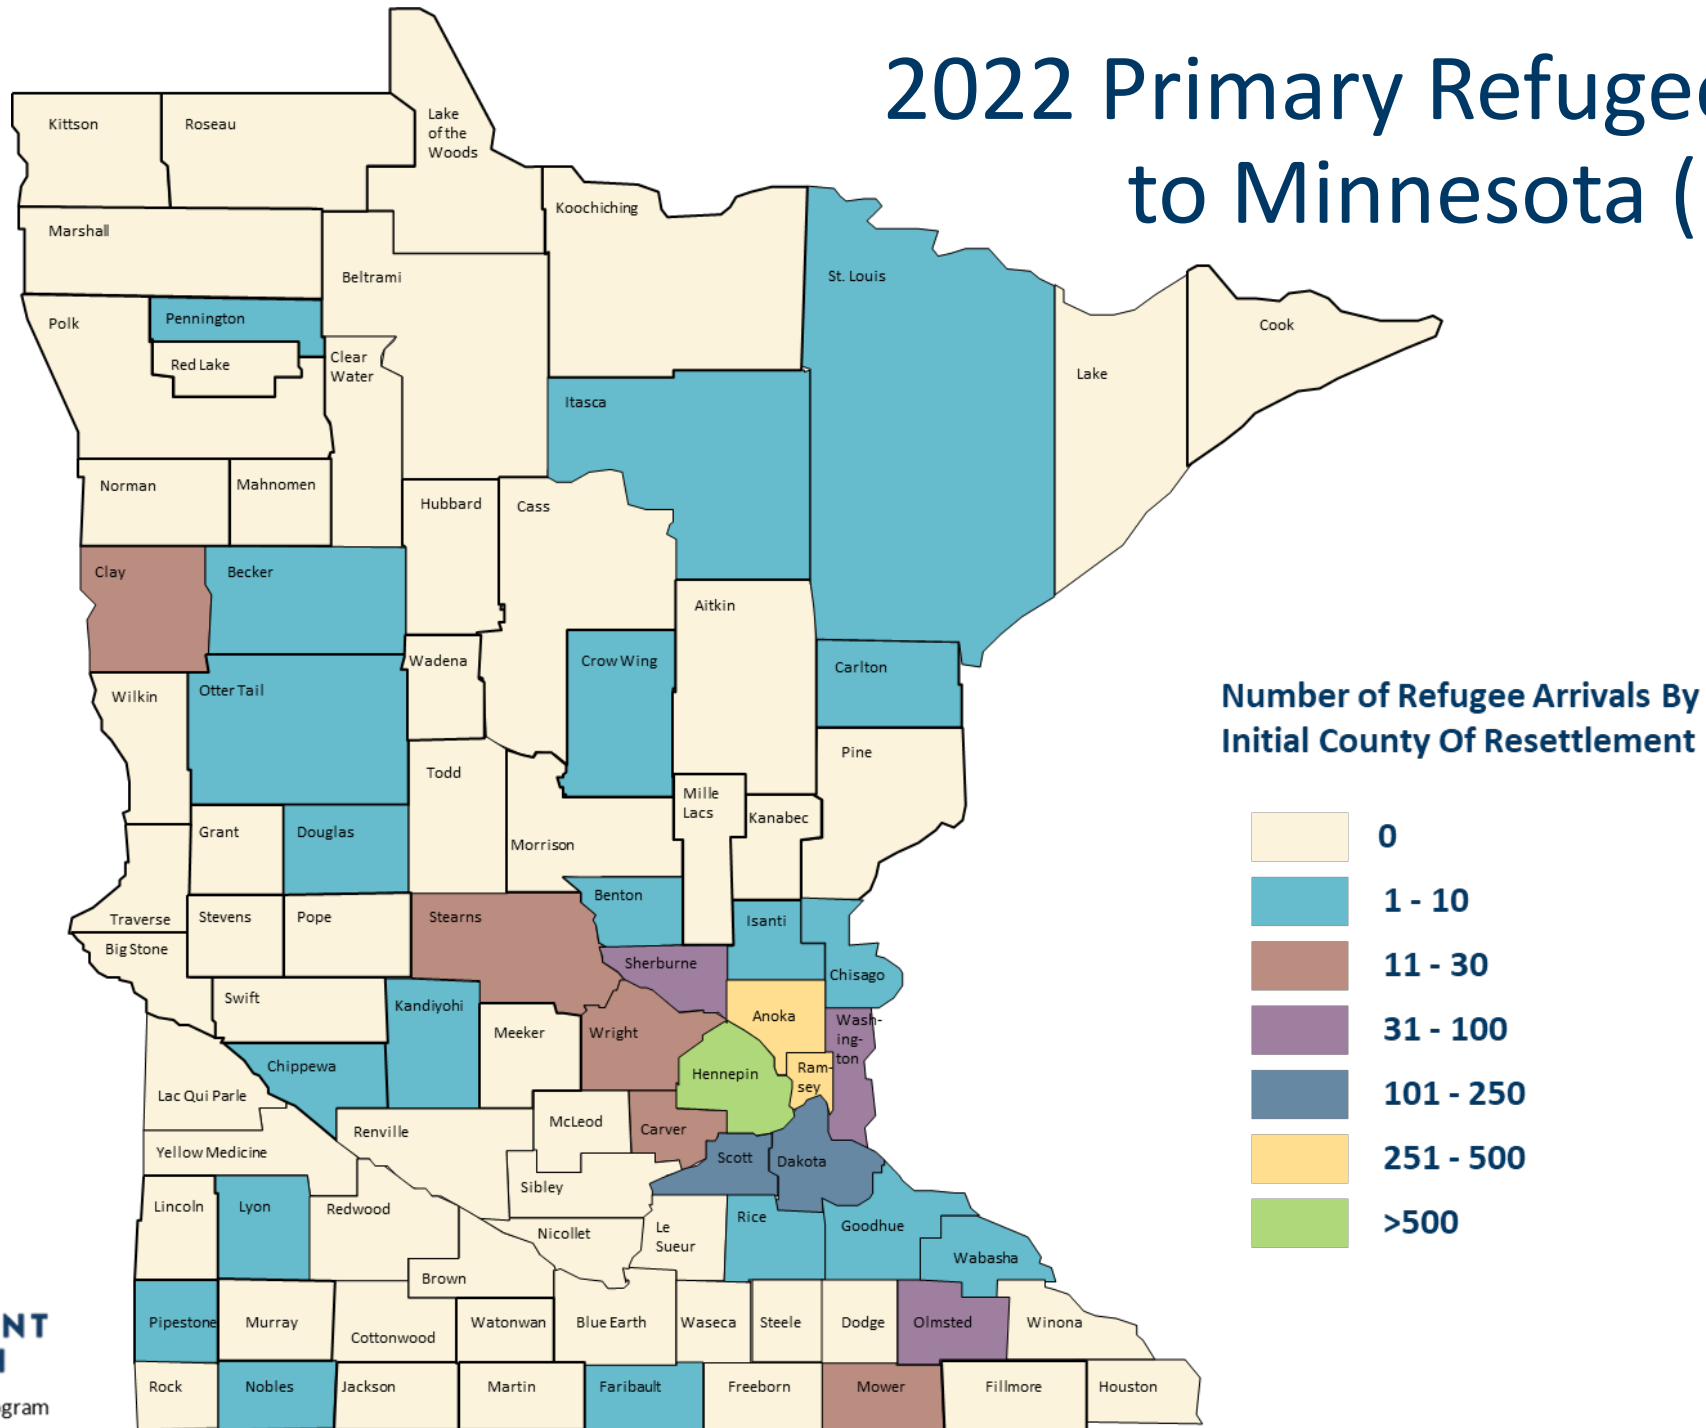 2022 Primary Refugee
to Minnesota (
Kittson
Roseau
Lake
of the
Woods
Koochiching
Marshall
Beltrami
St. Louis
Polk
Pennington
Cook
Red Lake
Clear
Water
Lake
Itasca
Norman
Mahnomen
Hubbard
Cass
Clay
Becker
Aitkin
Wadena
Crow Wing
Carlton
Wilkin
Otter Tail
Todd
Pine
Mille
Lacs
Kanabec
Grant
Douglas
Morrison
Benton
Traverse
Stevens
Pope
Stearns
Isanti
Big Stone
Sherburne
Chisago
Swift
Kandiyohi
Meeker
Wright
Anoka
Wash-
ing-
ton
Chippewa
Hennepin
Ram-
sey
Lac Qui Parle
Renville
McLeod
Carver
Yellow Medicine
Scott
Dakota
Sibley
Lincoln
Lyon
Redwood
Nicollet
Le
Sueur
Rice
Goodhue
Wabasha
Brown
Pipestone
Murray
Cottonwood
Watonwan
Blue Earth
Waseca
Steele
Dodge
Olmsted
Winona
Rock
Nobles
Jackson
Martin
Faribault
Freeborn
Mower
Fillmore
Houston
Number of Refugee Arrivals By
Initial County Of Resettlement
0
1 - 10
11 - 30
31 - 100
101 - 250
251 - 500
>500
NT
gram